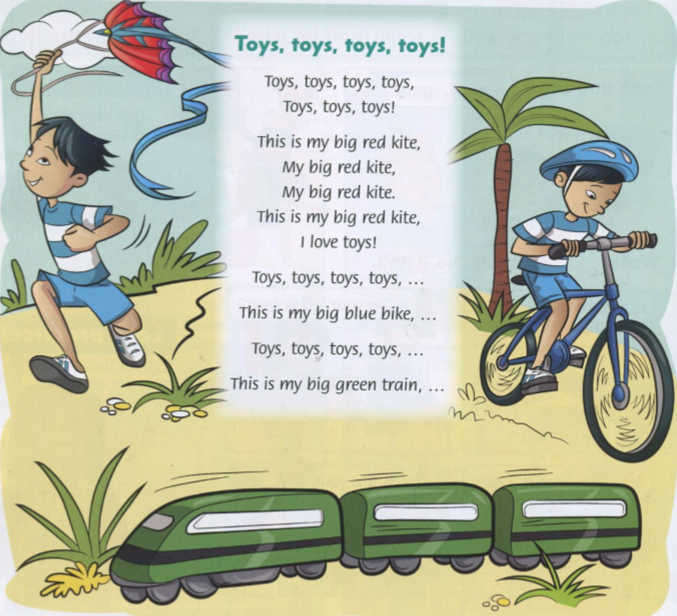 Toys, toys, toys, toys!
Toys, toys, toys, toys,
Toys, toys, toys!
This is my big red kite,
My big red kite,
My big red kite.
This is my big red kite,
I love toys!
Toys, toys, toys, toys, ...
This is my big blue bike, ...
Toys, toys, toys, toys, ...
This is my big green train, ...